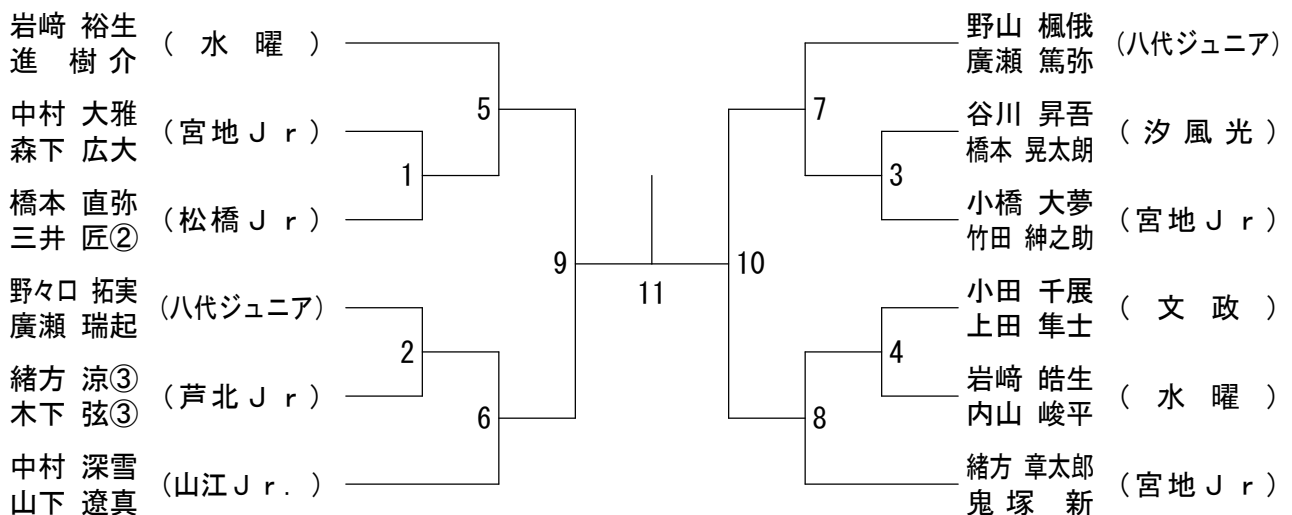 岩﨑 裕生
進 樹介
( 水 曜 )
中村 大雅
森下 広大
(宮地Jr)
橋本 直弥
三井 匠②
(松橋Jr)
野々口 拓実
廣瀬 瑞起
(八代ジュニア)
緒方 涼③
木下 弦③
(芦北Jr)
中村 深雪
山下 遼真
(山江Jr.)
5
1
2
6
9
11
10
7
3
4
8
野山 楓俄
廣瀬 篤弥
(八代ジュニア)
谷川 昇吾
橋本 晃太朗
(汐風光)
小橋 大夢
竹田 紳之助
(宮地Jr)
小田 千展
上田 隼士
( 文 政 )
岩﨑 皓生
内山 峻平
( 水 曜 )
緒方 章太郎
鬼塚 新
(宮地Jr)